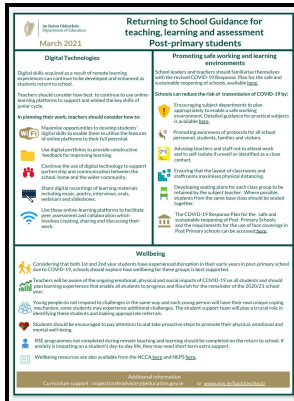 An Roinn Oideachais
Department of Education
March 2021
Returning to School Guidance for
teaching, learning and assessment
Post-primary students
Digital Technologies
Digital skills acquired as a result of remote learning
experiences can continue to be developed and enhanced as
students return to school.
Teachers should consider how best: to continue to use online
learning platforms to support and embed the key skills of
junior cycle.
In planning their work, teachers should consider how to:
Maximise opportunities to develop students'
digital skills to enable them to utilise the features
of online platforms to their full potential.
Use digital portfolio to provide constructive
feedback for improving learning.
Continue the use of digital technology to support
partnership and communication between the
school, home and the wider community.
Share digital recordings of learning materials
including music, poetry, interviews, orals,
webinars and slideshows.
Use those online-learning platforms to facilitate
peer assessment and collaboration which
involves creating, sharing and discussing their
work.
Promoting safe working and learning
environments
School leaders and teachers should familiarise themselves
with the revised COVID-19 Response Plan for the safe and
sustainable reopening of schools, available here.
Schools can reduce the risk of transmission of COVID-19 by:
Encouraging subject departments to plan
appropriately to enable a safe working
environment. Detailed guidance for practical subjects
is available here.
Promoting awareness of protocols for all school
personnel, students, families and visitors.
Advising teachers and staff not to attend work
and to self isolate if unwell or identified as a close
contact.
Ensuring that the layout of classrooms and
staffrooms maximises physical distancing.
Developing seating plans for each class group to be
retained by the subject teacher. Where possible,
students from the same base class should be seated
together.
The COVID-19 Response Plan for the safe and
sustainable reopening of Post Primary Schools
and the requirements for the use of face coverings in
Post Primary schools can be accessed here.
Wellbeing
Considering that both 1st and 2nd year students have experienced disruption in their early years in post-primary school
due to COVID-19, schools should explore how wellbeing for these groups is best supported.
Teachers will be aware of the ongoing emotional, physical and social impacts of COVID-19 on all students and should
plan learning experiences that enable all students to progress and flourish for the remainder of the 2020/21 school
year.
Young people do not respond to challenges in the same way and each young person will have their own unique coping
mechanism, some students may experience additional challenges. The student support team will play a crucial role in
identifying these students and making appropriate referrals.
Students should be encouraged to pay attention to and take proactive steps to promote their physical, emotional and
mental well-being.
RSE programmes not completed during remote teaching and learning should be completed on the return to school. If
anxiety is impacting on a student's day-to-day life, they may need short term extra support.
Wellbeing resources are also available from the NCCA here and NEPS here.
Additional information
Curriculum support : inspectorateadvisory@education.gov.ie or www.gov.ie/backtoschool/